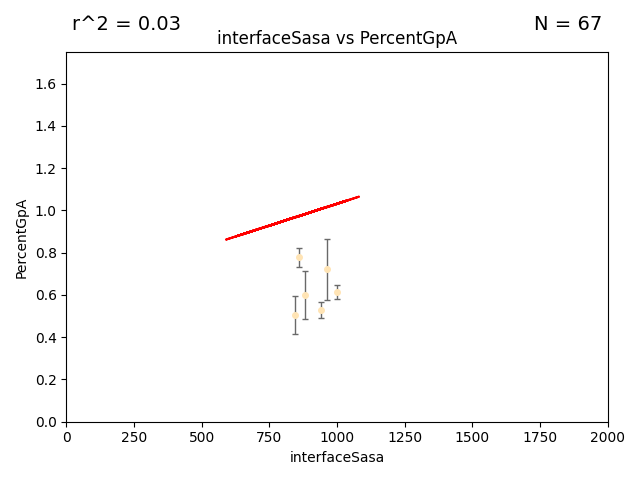 r^2 = 0.03
N = 67
interfaceSasa vs PercentGpA
PercentGpA
1.6
1.4
1.2
1.0
0.8
0.6
0.4
0.2
0.0
0 250 500 750 1000 1250 1500 1750 2000
interfaceSasa